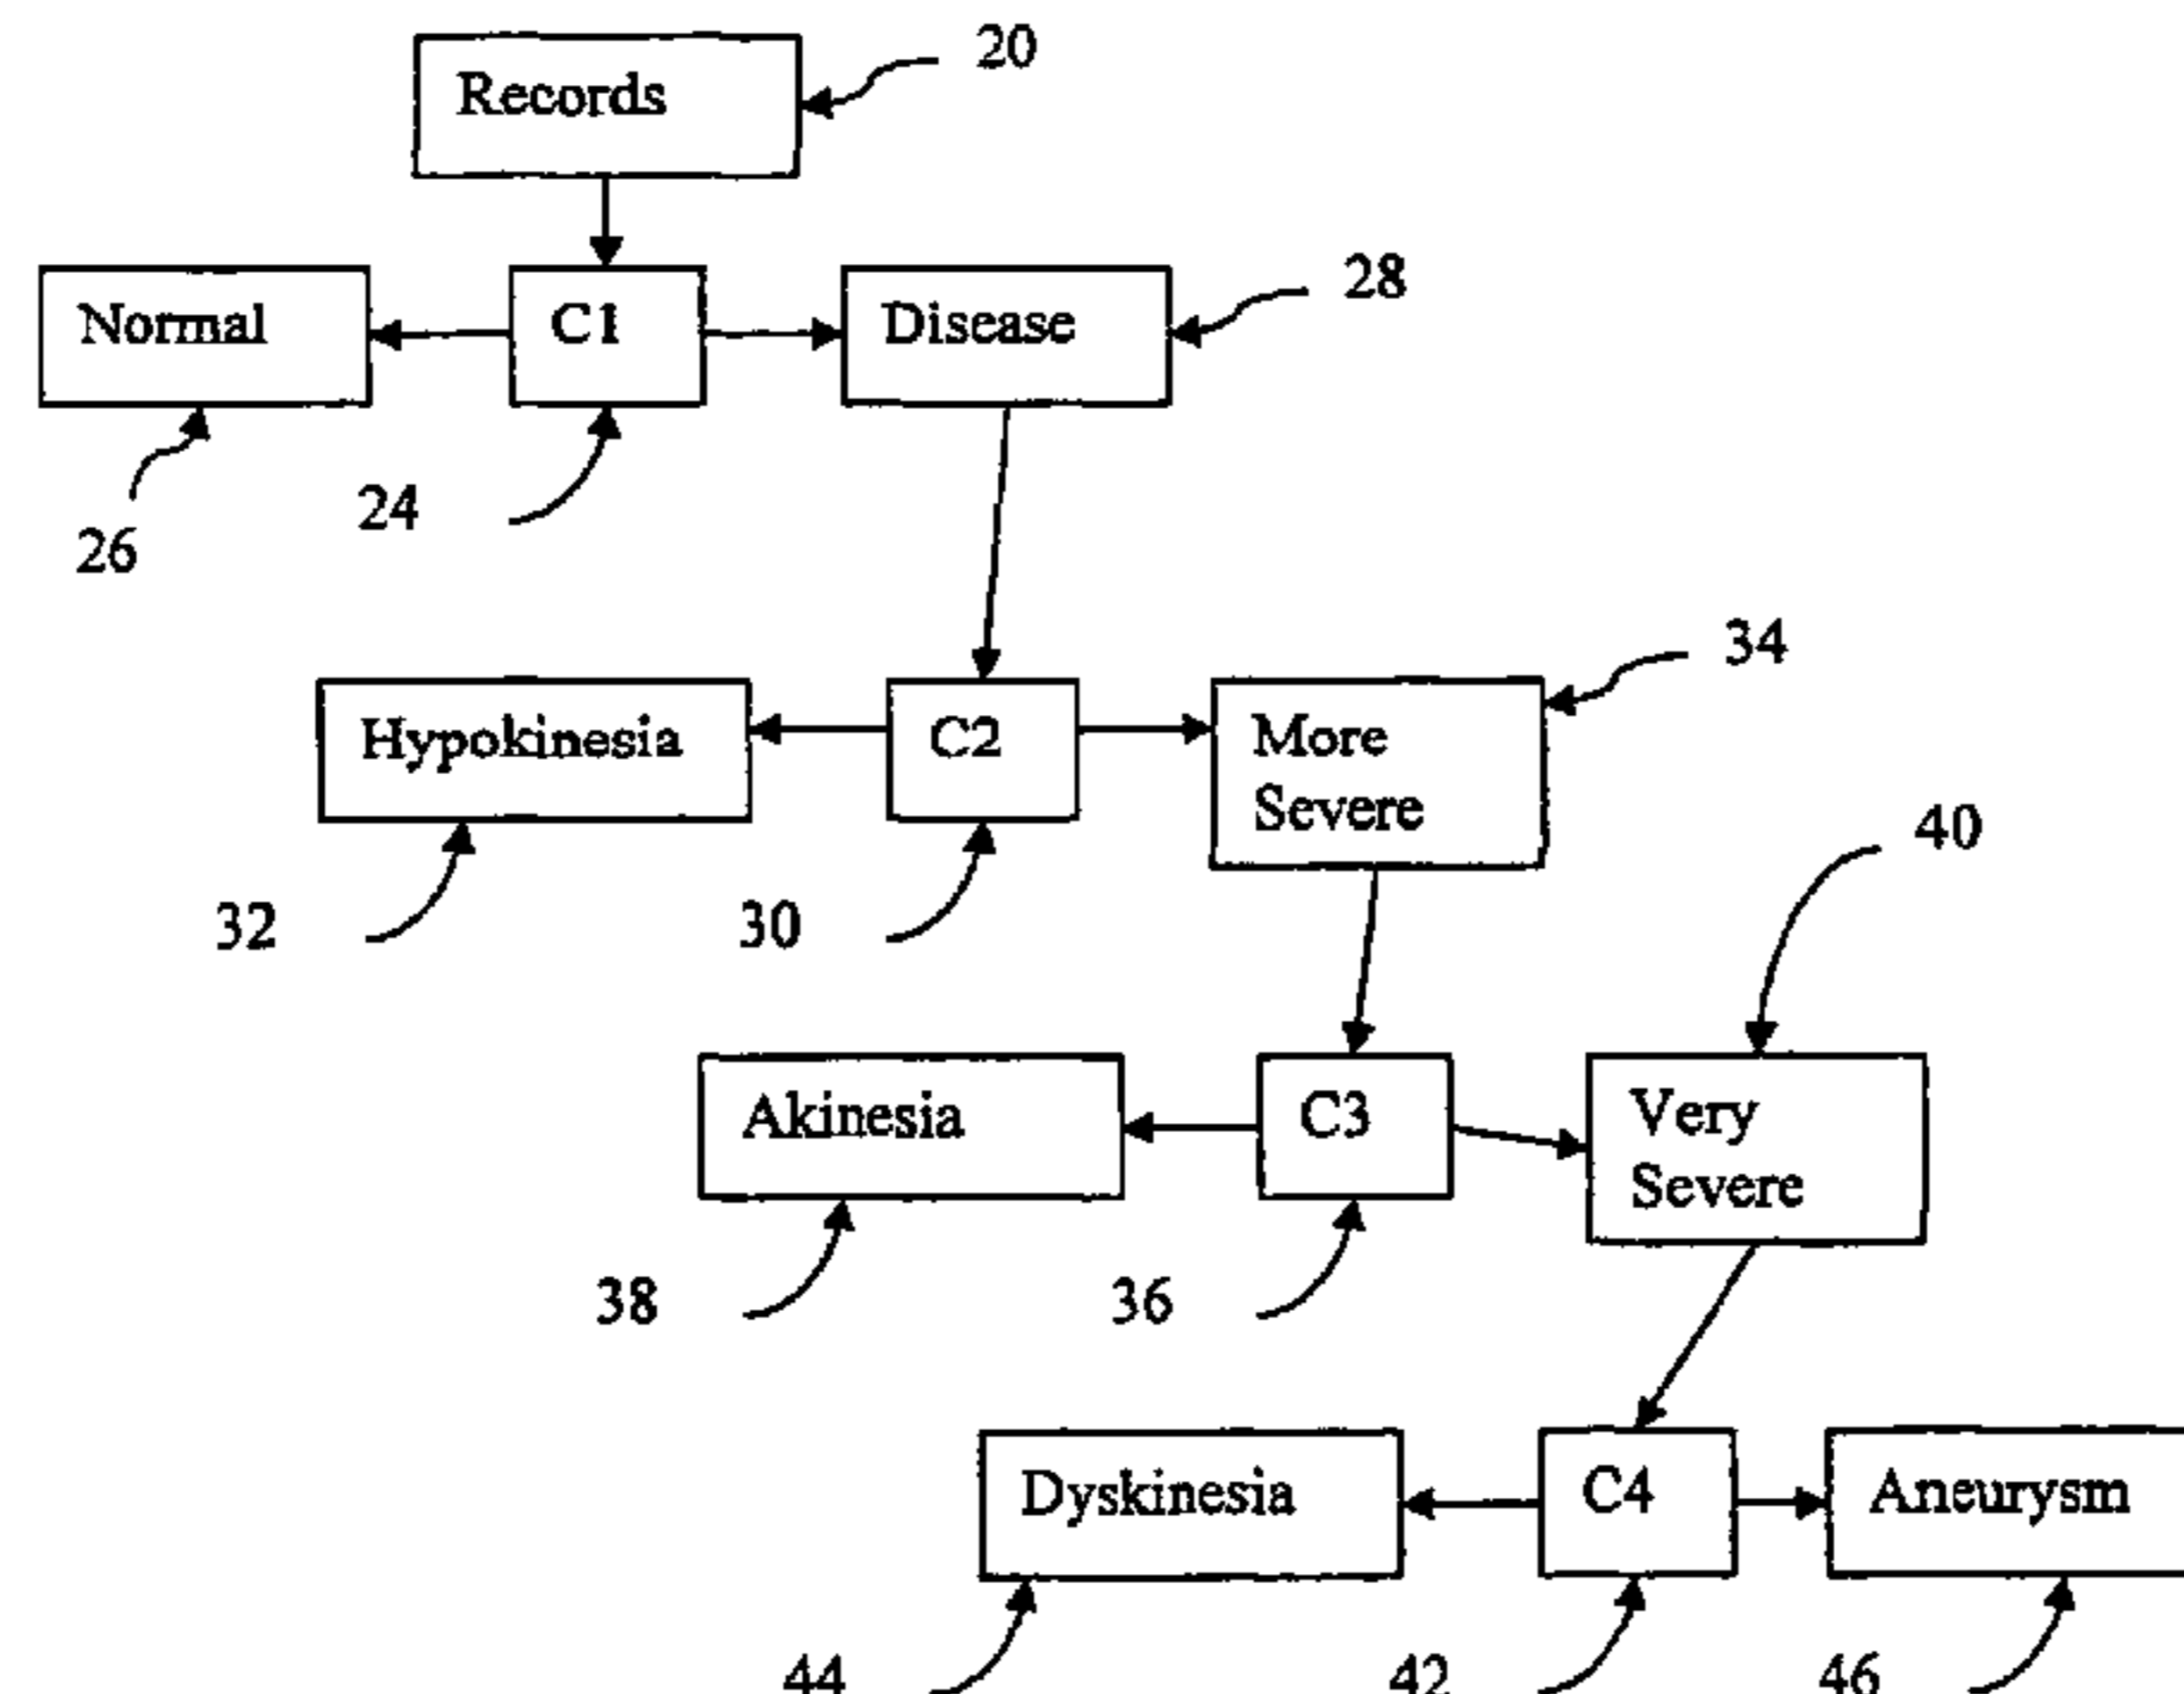 20
Records
28
Normal
C1
Disease
24
26
34
Hypokinesia
C2
More
Severe
40
32
30
Akinesia
C3
Very
Severe
38
36
Dyskinesia
C4
Aneurysm
44
42
46